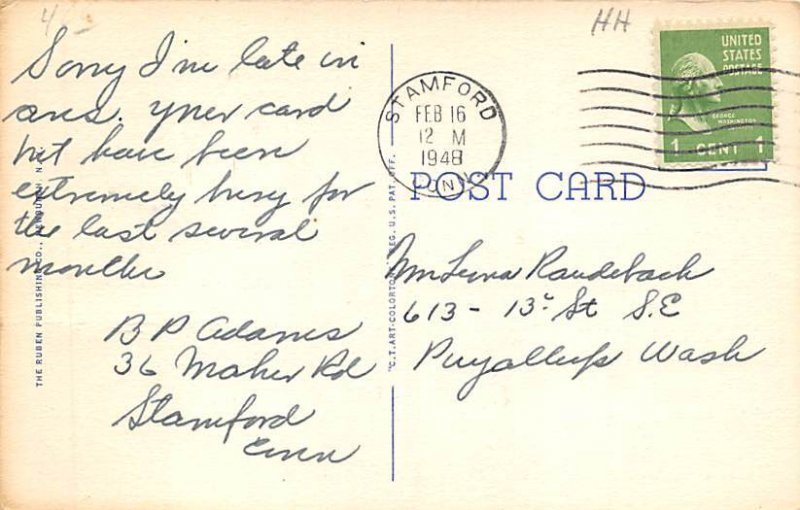 4
HH
Sorry I'm late in
ans. your card
but have been
extremely busy for
the last several
months
B P Adams
36 Maher Rd
Stamford
Conn
THE RUBEN PUBLISHING CO., NEWBURGH, N.Y.
"C.T. ART-COLORTONE" REG. U.S. PAT. OFF.
STAMFORD
FEB 16
12 M
1948
CONN.
UNITED
STATES
POSTAGE
GEORGE
WASHINGTON
1 CENT 1
POST CARD
Mrs Lena Raudebach
613 - 13th St S.E
Puyallup Wash